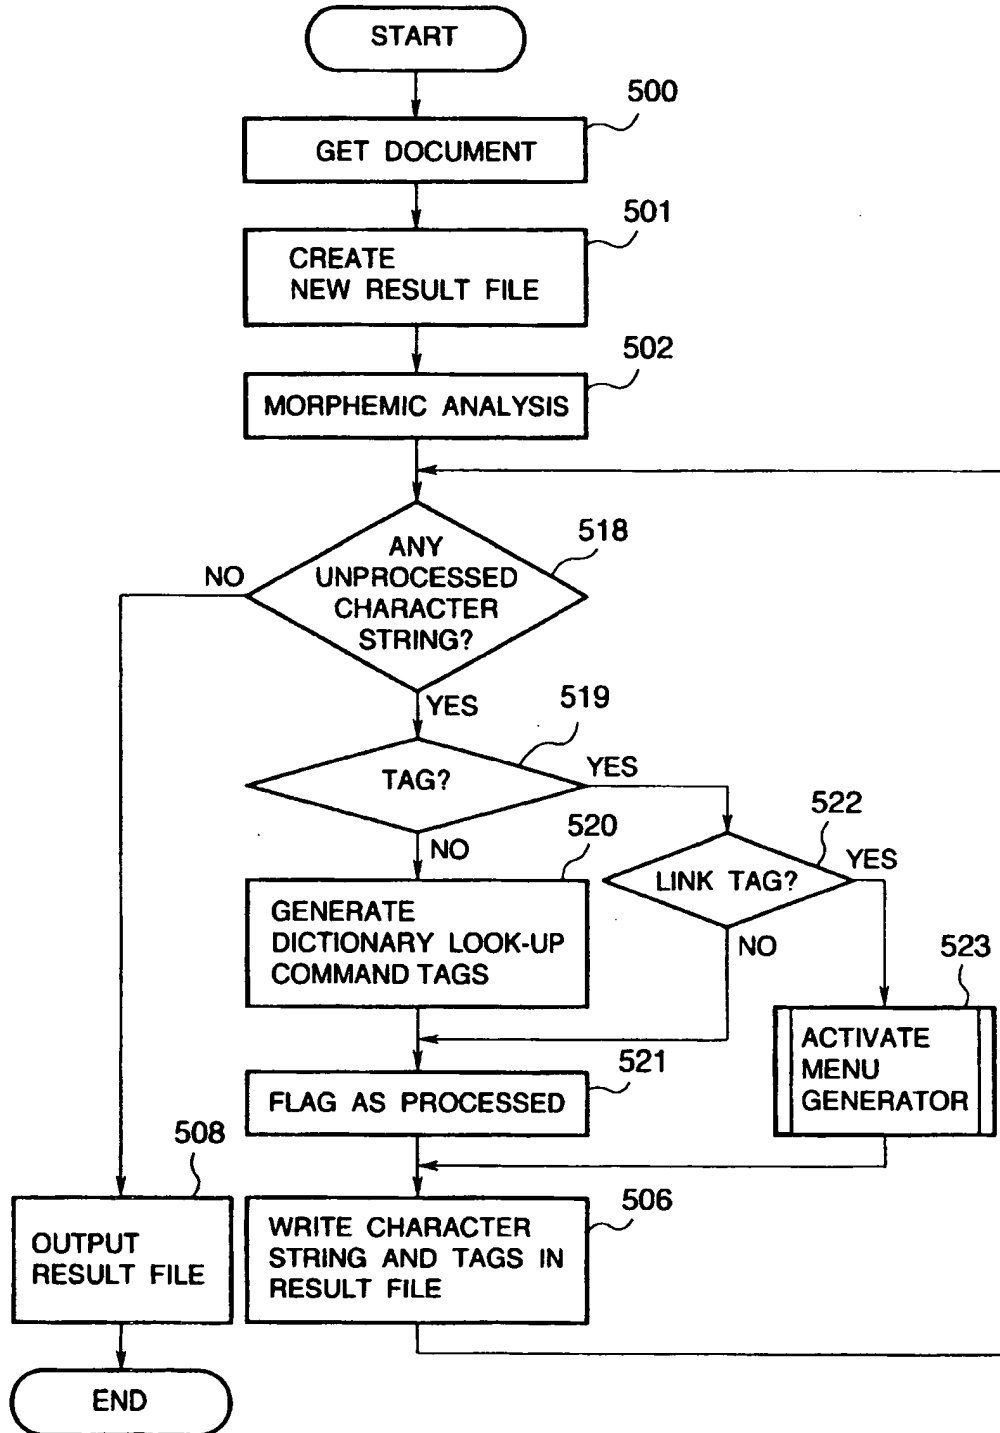 START
500
GET DOCUMENT
501
CREATE
NEW RESULT FILE
502
MORPHEMIC ANALYSIS
518
ANY
UNPROCESSED
CHARACTER
STRING?
NO
YES
519
TAG?
YES
NO
522
LINK TAG?
YES
NO
520
GENERATE
DICTIONARY LOOK-UP
COMMAND TAGS
523
ACTIVATE
MENU
GENERATOR
521
FLAG AS PROCESSED
508
OUTPUT
RESULT FILE
506
WRITE CHARACTER
STRING AND TAGS IN
RESULT FILE
END